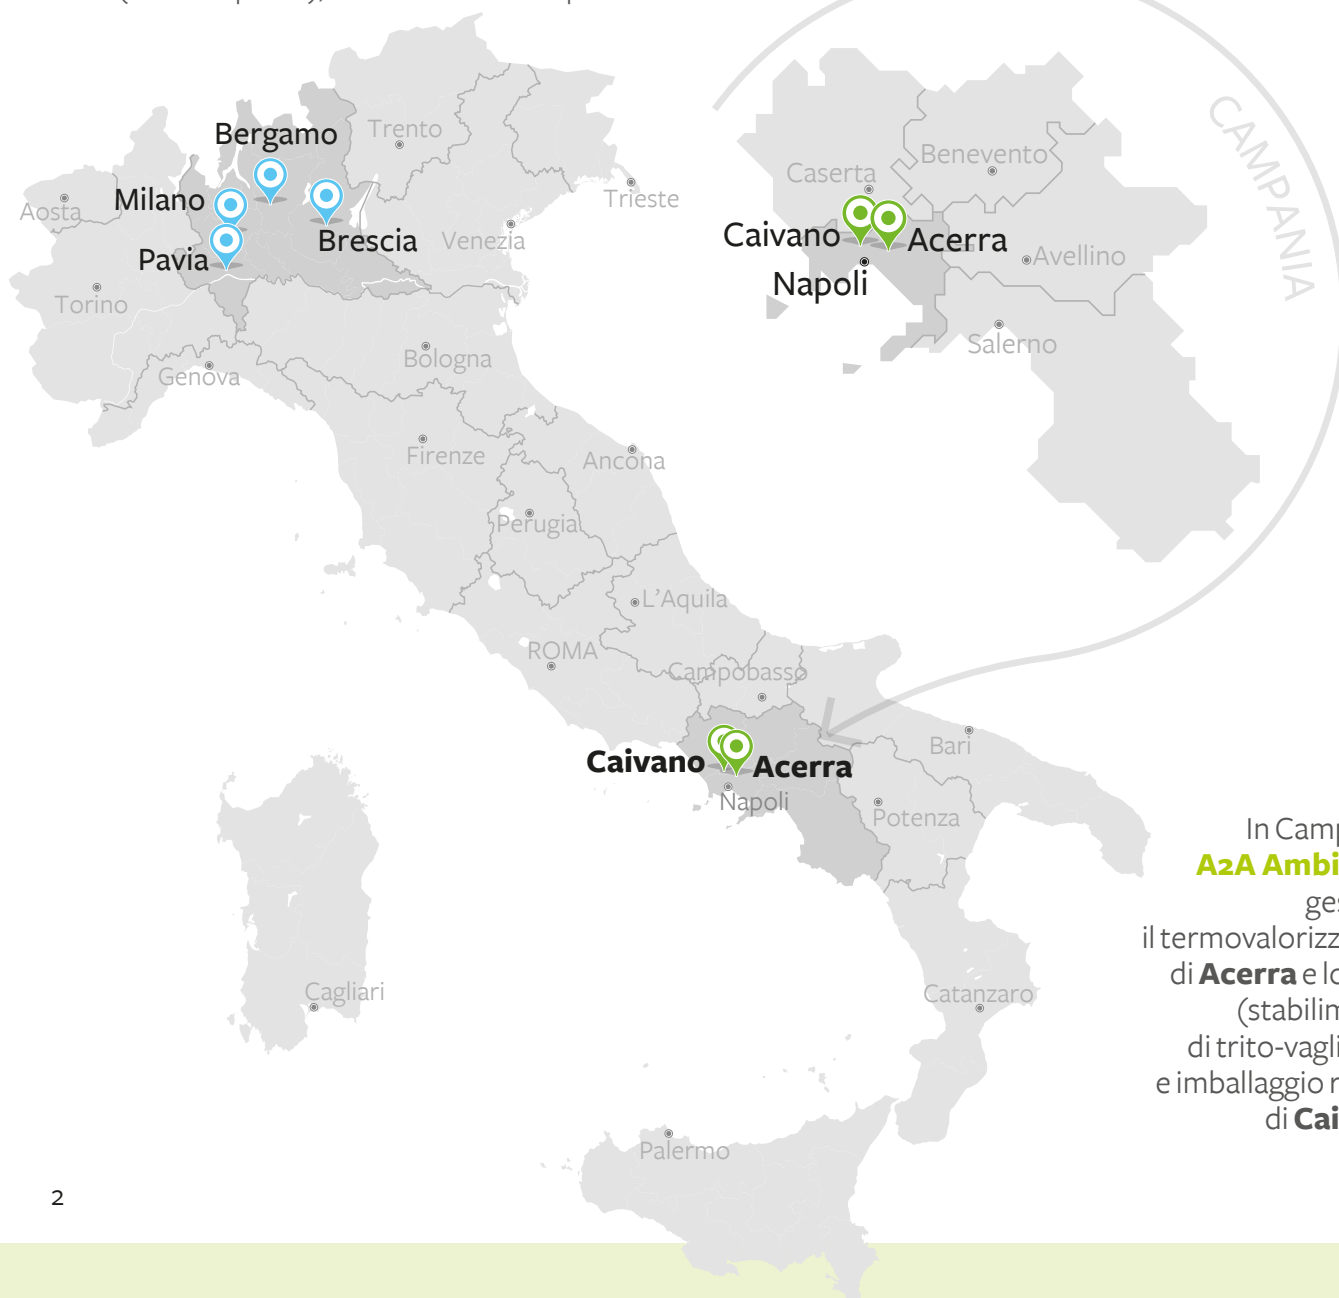 Bergamo
Trento
Milano
Aosta
Trieste
Brescia
Venezia
Pavia
Torino
Bologna
Genova
Firenze
Ancona
Perugia
L'Aquila
ROMA
Campobasso
Caivano
Acerra
Napoli
Bari
Potenza
Cagliari
Catanzaro
Palermo
CAMPANIA
Benevento
Caserta
Caivano
Acerra
Avellino
Napoli
Salerno
In Camp
A2A Ambi
ges
il termovalorizz
di Acerra e lo
(stabilim
di trito-vagli
e imballaggio r
di Cai
2